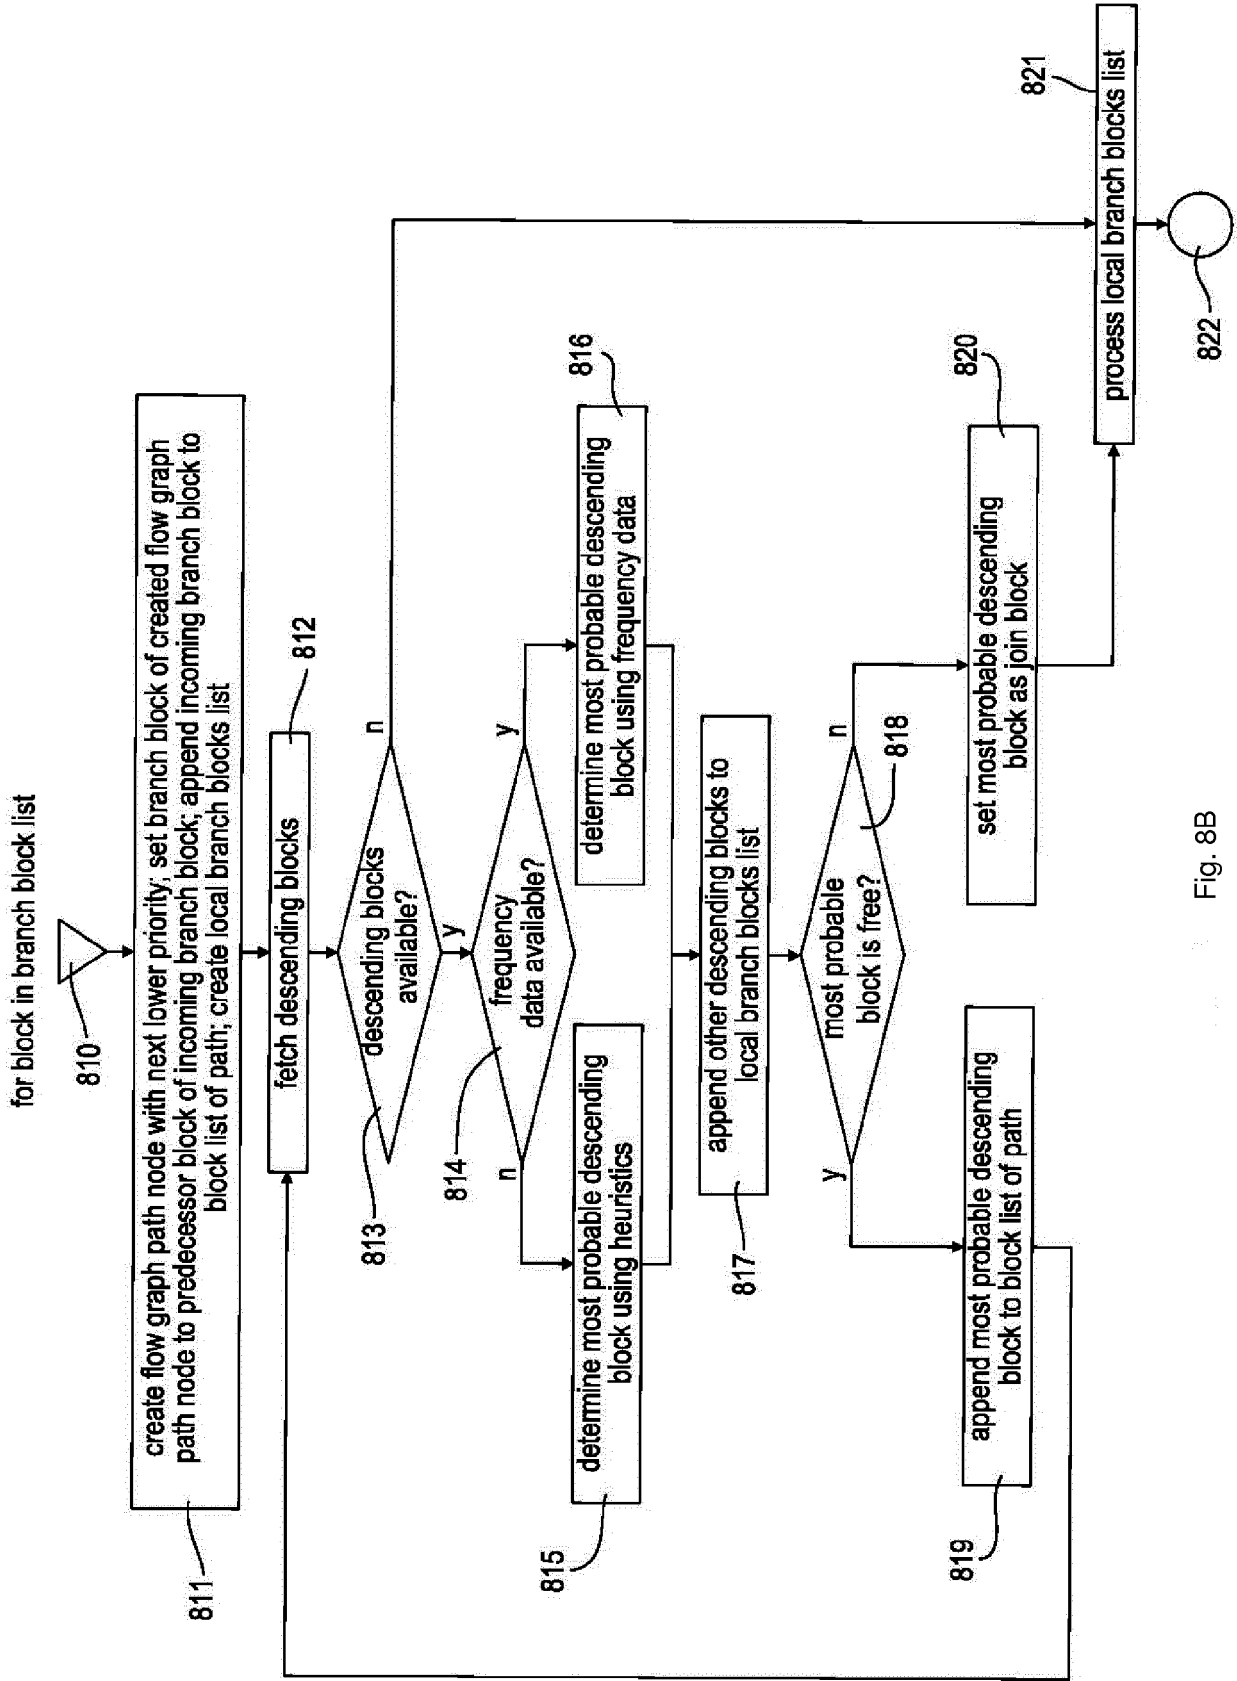 for block in branch block list
810
create flow graph path node with next lower priority; set branch block of created flow graph
path node to predecessor block of incoming branch block; append incoming branch block to
block list of path; create local branch blocks list
811
fetch descending blocks
812
descending blocks
available?
813
n
y
frequency
data available?
814
n
y
determine most probable descending
block using heuristics
815
determine most probable descending
block using frequency data
816
append other descending blocks to
local branch blocks list
817
most probable
block is free?
818
y
n
append most probable descending
block to block list of path
819
set most probable descending
block as join block
820
process local branch blocks list
821
822
Fig. 8B